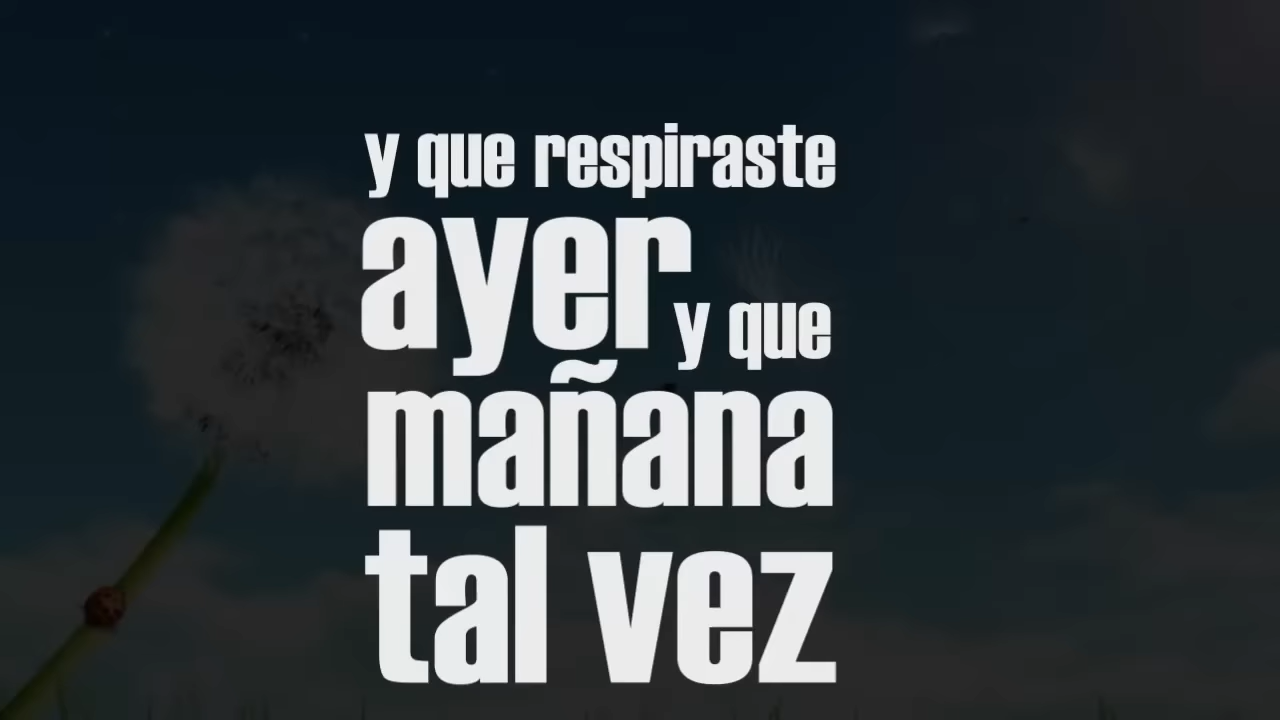 y que respiraste
ayer y que
mañana
tal vez